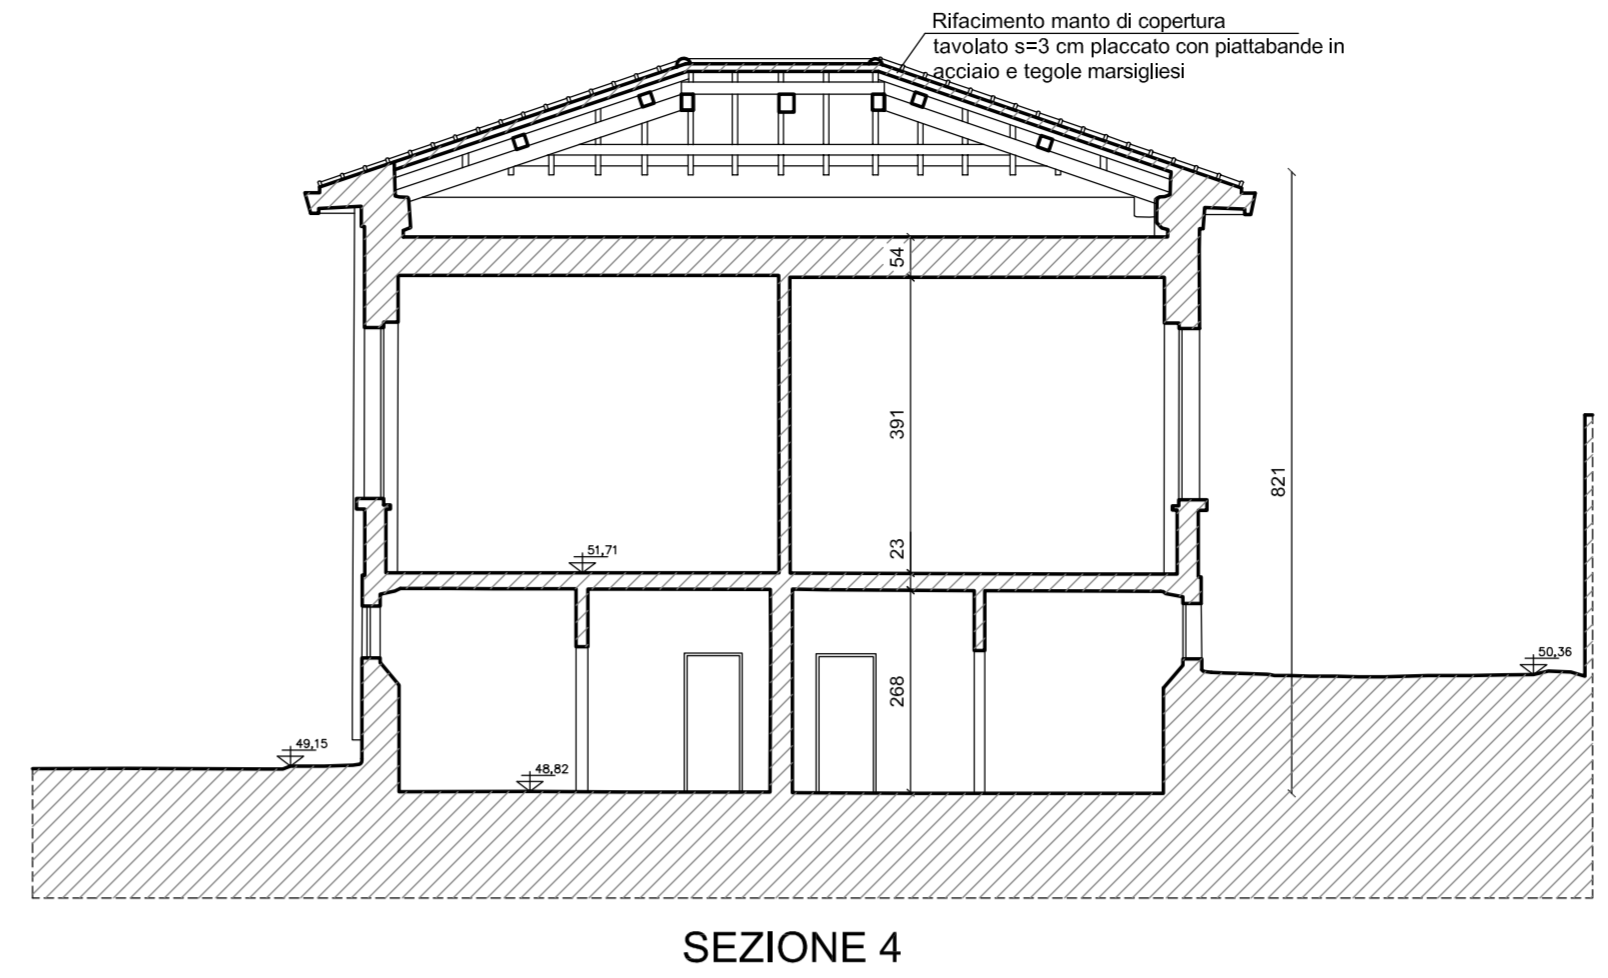 Rifacimento manto di copertura
tavolato s=3 cm placcato con piattabande in
acciaio e tegole marsigliesi
54
391
821
23
51,71
50,36
268
49,15
48,82
SEZIONE 4